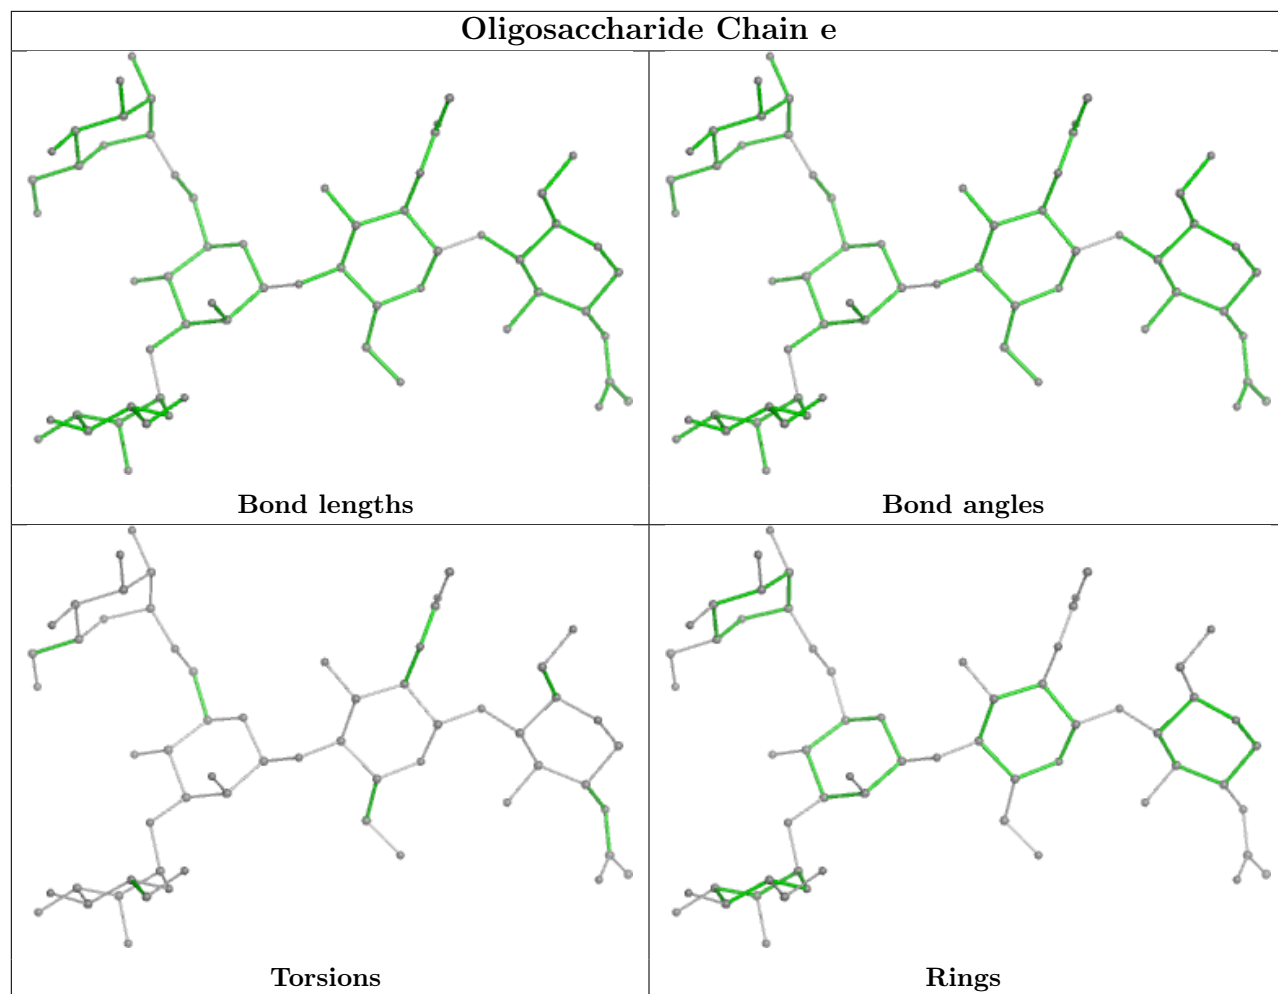 Oligosaccharide Chain e
Bond lengths
Bond angles
Torsions
Rings